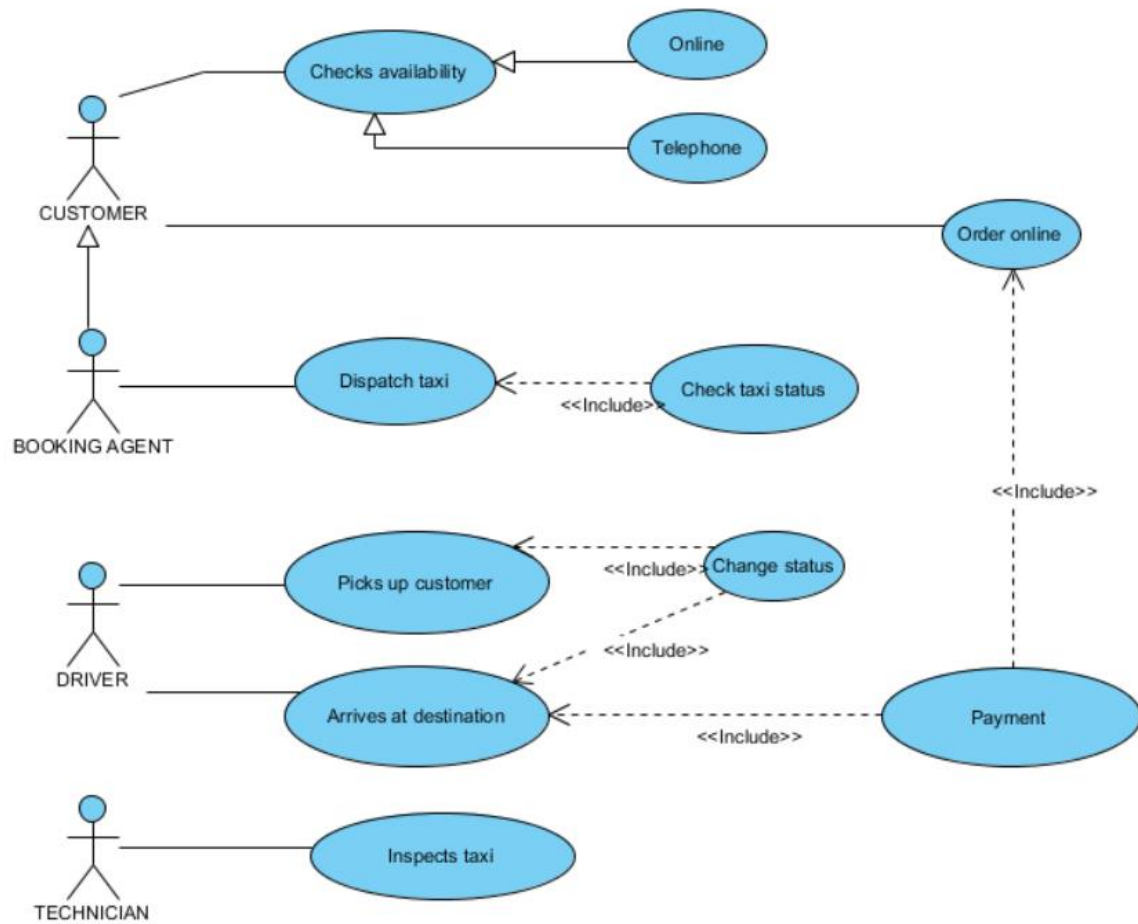 Online
Checks availability
Telephone
CUSTOMER
Order online
Dispatch taxi
Check taxi status
<<Include>>
BOOKING AGENT
<<Include>>
Picks up customer
Change status
<<Include>>
<<Include>>
DRIVER
Arrives at destination
Payment
<<Include>>
Inspects taxi
TECHNICIAN